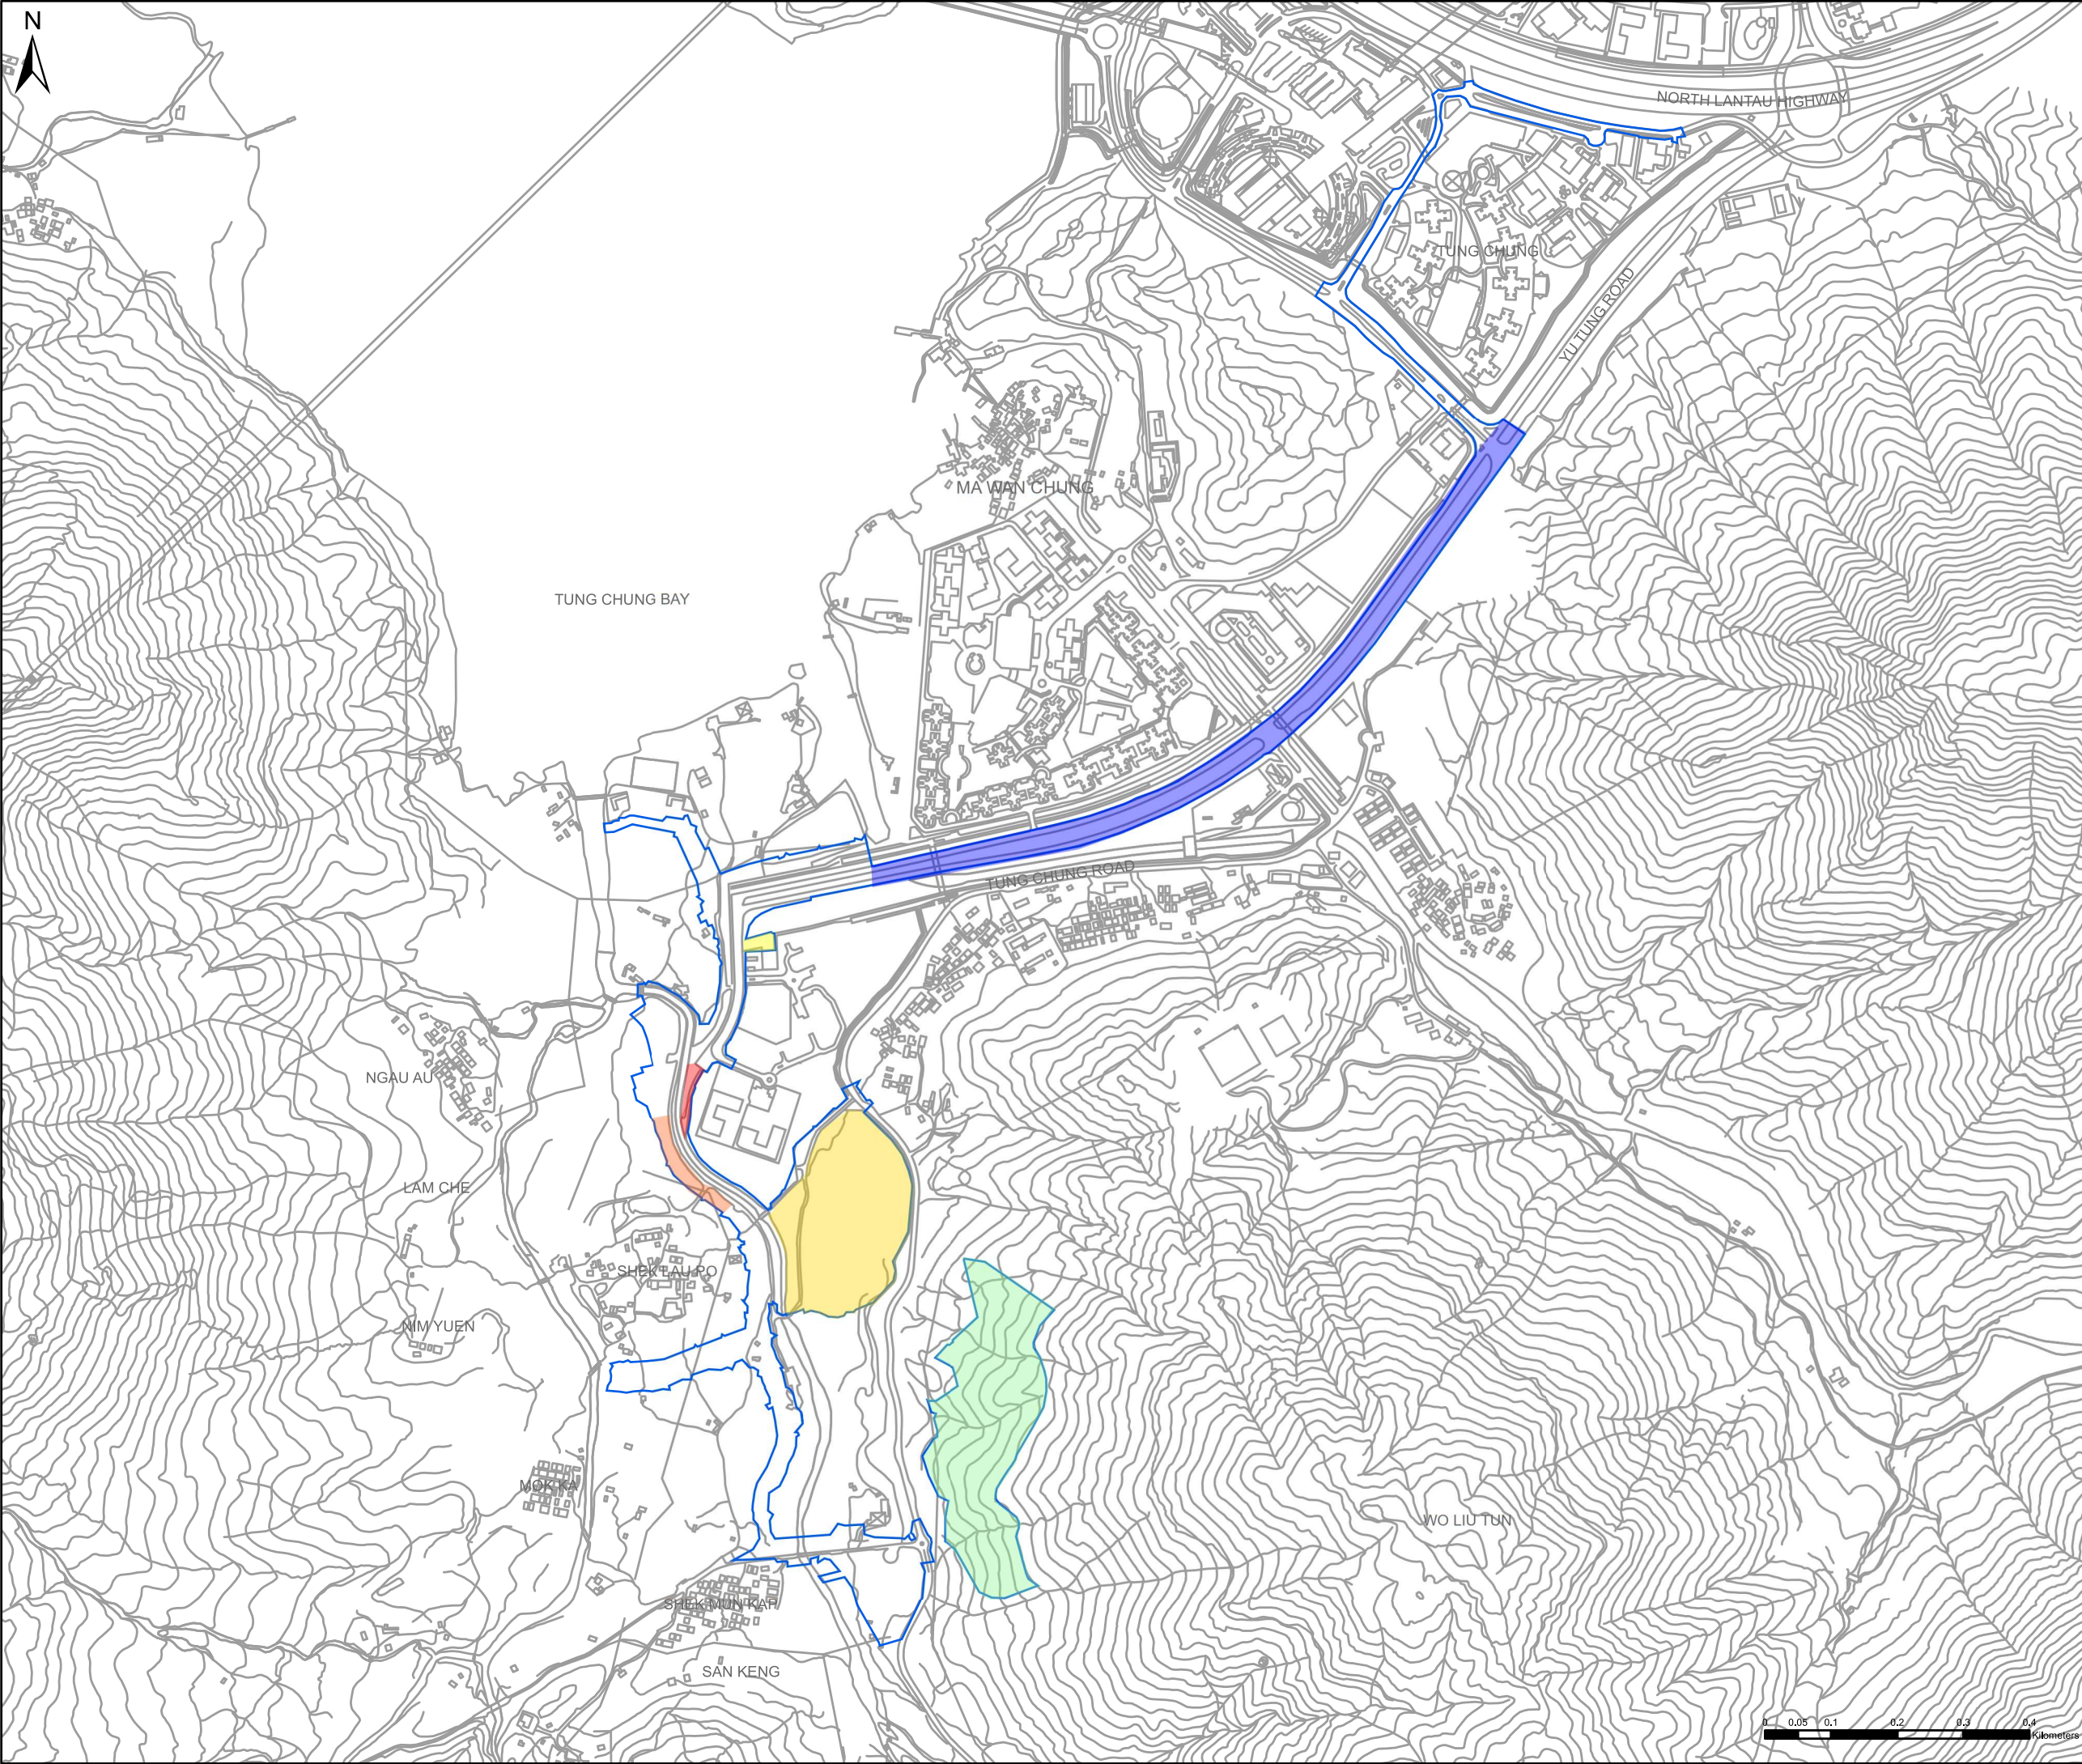 N
NORTH LANTAU HIGHWAY
TUNG CHUNG
YU TUNG ROAD
MA WAN CHUNG
TUNG CHUNG BAY
TUNG CHUNG ROAD
NGAU AU
LAM CHE
SHEK LAU PO
NIM YUEN
MOK KA
WO LIU TUN
SHEK MUN KAP
SAN KENG
0 0.05 0.1 0.2 0.3 0.4
Kilometers